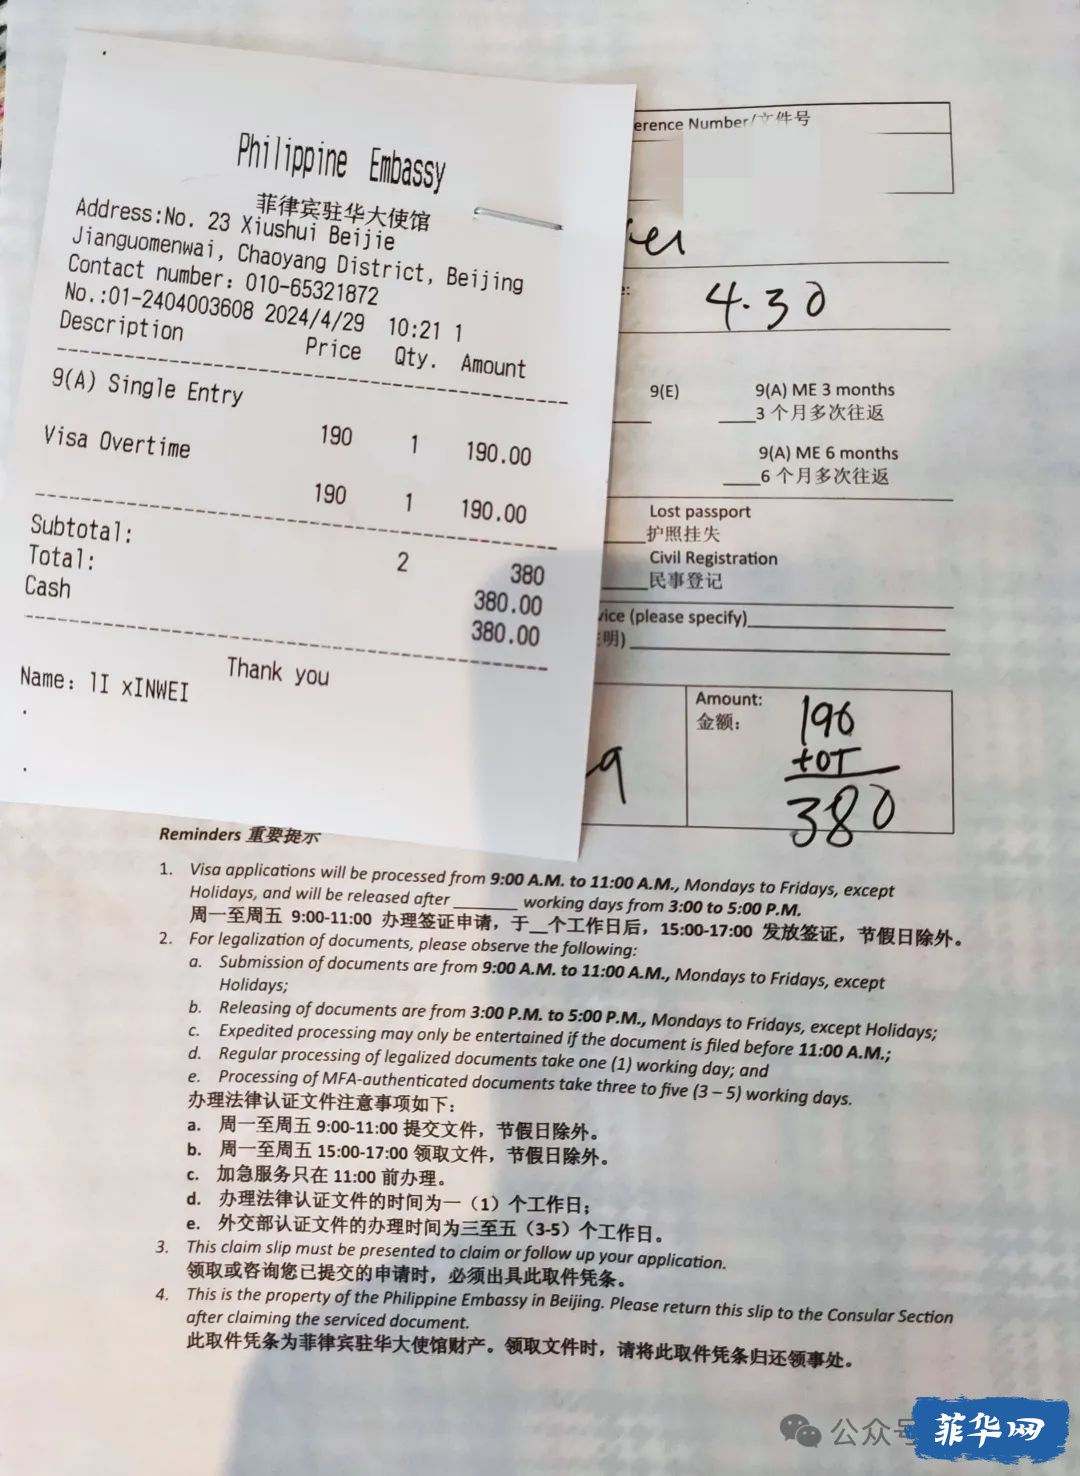 Philippine Embassy
菲律宾驻华大使馆
Address:No. 23 Xiushui Beijie
Jianguomenwai, Chaoyang District, Beijing
Contact number: 010-65321872
No.:01-2404003608 2024/4/29 10:21 1
Description Price Qty. Amount
9(A) Single Entry
190 1 190.00
Visa Overtime
190 1 190.00
Subtotal: 2 380
Total: 380.00
Cash 380.00
Thank you
Name: lI xINWEI
erence Number/文件号
4.30
9(E)
9(A) ME 3 months
3 个月多次往返
9(A) ME 6 months
6 个月多次往返
Lost passport
护照挂失
Civil Registration
民事登记
vice (please specify)
明)
Amount:
金额:
190
+OT
380
Reminders 重要提示
1. Visa applications will be processed from 9:00 A.M. to 11:00 A.M., Mondays to Fridays, except
Holidays, and will be released after ______ working days from 3:00 to 5:00 P.M.
周一至周五 9:00-11:00 办理签证申请，于__个工作日后，15:00-17:00 发放签证，节假日除外。
2. For legalization of documents, please observe the following:
a. Submission of documents are from 9:00 A.M. to 11:00 A.M., Mondays to Fridays, except
Holidays;
b. Releasing of documents are from 3:00 P.M. to 5:00 P.M., Mondays to Fridays, except Holidays;
c. Expedited processing may only be entertained if the document is filed before 11:00 A.M.;
d. Regular processing of legalized documents take one (1) working day; and
e. Processing of MFA-authenticated documents take three to five (3 – 5) working days.
办理法律认证文件注意事项如下：
a. 周一至周五 9:00-11:00 提交文件，节假日除外。
b. 周一至周五 15:00-17:00 领取文件，节假日除外。
c. 加急服务只在 11:00 前办理。
d. 办理法律认证文件的时间为一（1）个工作日；
e. 外交部认证文件的办理时间为三至五（3-5）个工作日。
3. This claim slip must be presented to claim or follow up your application.
领取或咨询您已提交的申请时，必须出具此取件凭条。
4. This is the property of the Philippine Embassy in Beijing. Please return this slip to the Consular Section
after claiming the serviced document.
此取件凭条为菲律宾驻华大使馆财产。领取文件时，请将此取件凭条归还领事处。
公众号
菲华网